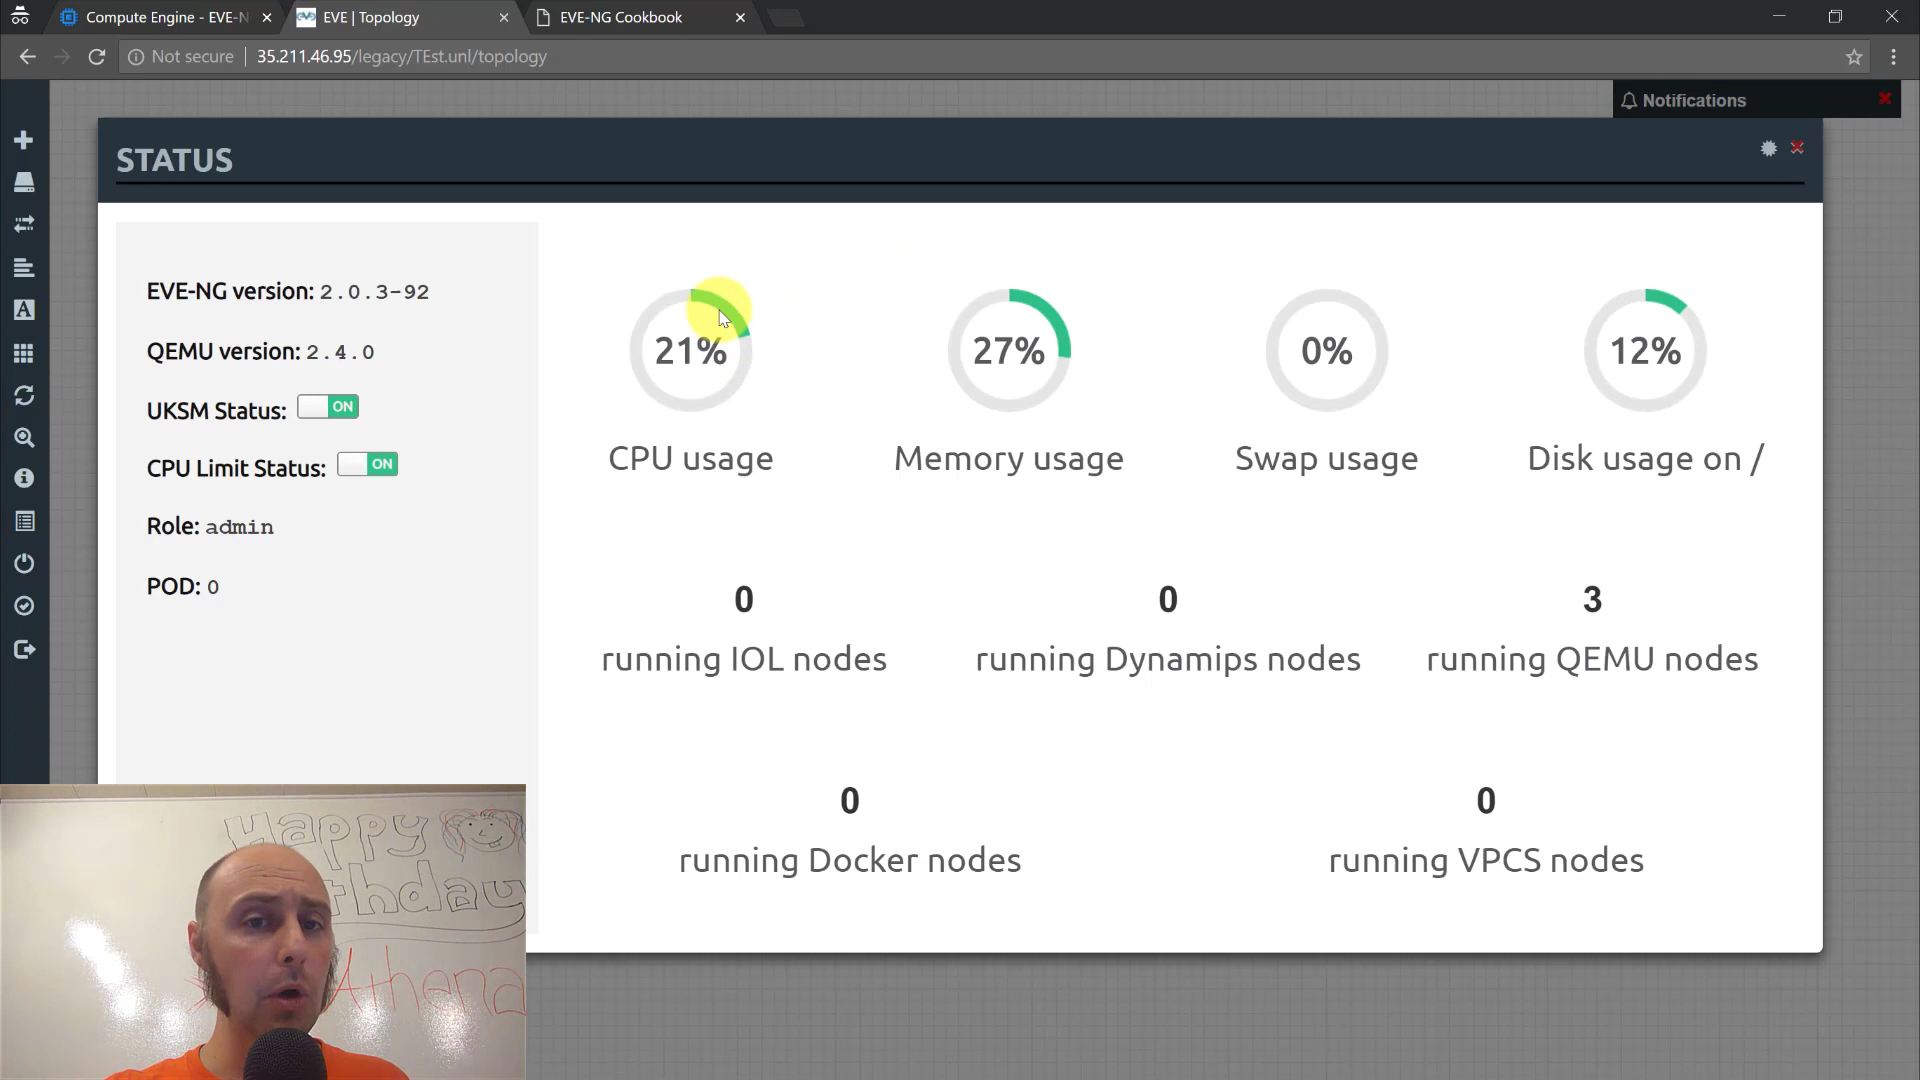 Compute Engine - EVE-N
EVE | Topology
EVE-NG Cookbook
Not secure
35.211.46.95/legacy/TEst.unl/topology
Notifications
STATUS
EVE-NG version: 2.0.3-92
QEMU version: 2.4.0
UKSM Status: ON
CPU Limit Status: ON
Role: admin
POD: 0
21%
27%
0%
12%
CPU usage
Memory usage
Swap usage
Disk usage on /
0
0
3
running IOL nodes
running Dynamips nodes
running QEMU nodes
0
0
running Docker nodes
running VPCS nodes
Happy
thday
Athena